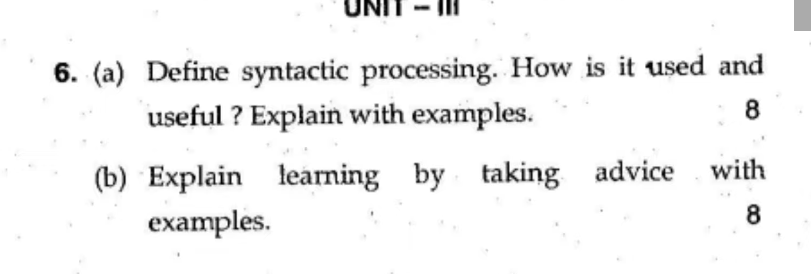 UNIT – III
6. (a) Define syntactic processing. How is it used and
useful ? Explain with examples. 8
(b) Explain learning by taking advice with
examples. 8